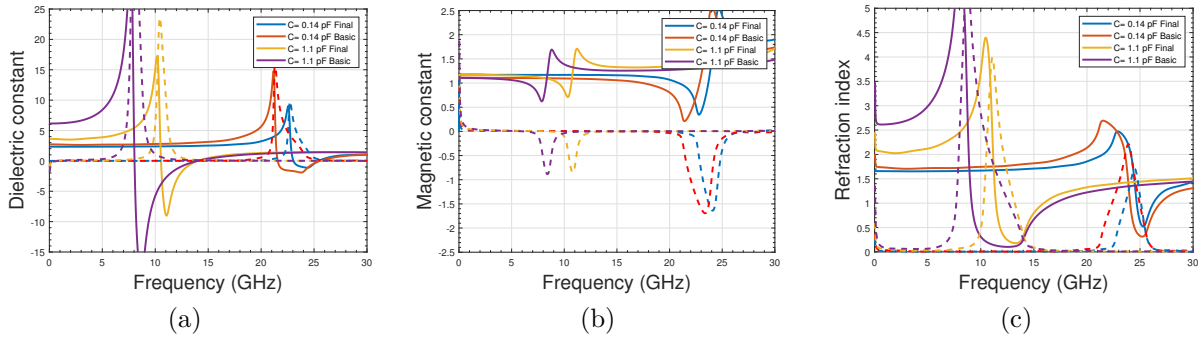 25
20
15
10
5
0
-5
-10
-15
0 5 10 15 20 25 30
Dielectric constant
Frequency (GHz)
C= 0.14 pF Final
C= 0.14 pF Basic
C= 1.1 pF Final
C= 1.1 pF Basic
(a)
2.5
2
1.5
1
0.5
0
-0.5
-1
-1.5
-2
-2.5
0 5 10 15 20 25 30
Magnetic constant
Frequency (GHz)
C= 0.14 pF Final
C= 0.14 pF Basic
C= 1.1 pF Final
C= 1.1 pF Basic
(b)
5
4.5
4
3.5
3
2.5
2
1.5
1
0.5
0
0 5 10 15 20 25 30
Refraction index
Frequency (GHz)
C= 0.14 pF Final
C= 0.14 pF Basic
C= 1.1 pF Final
C= 1.1 pF Basic
(c)